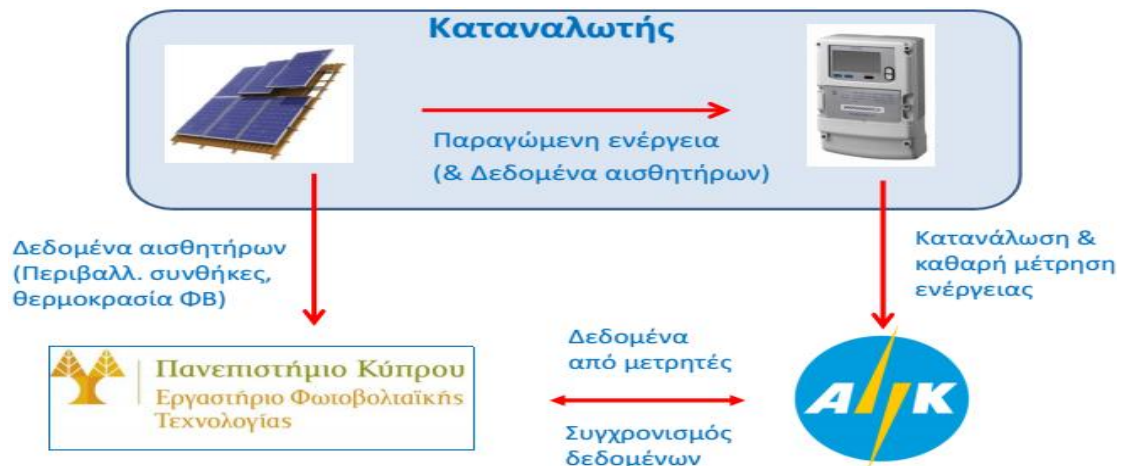 Καταναλωτής
Παραγώμενη ενέργεια
(& Δεδομένα αισθητήρων)
Δεδομένα αισθητήρων
(Περιβαλλ. συνθήκες,
θερμοκρασία ΦΒ)
Κατανάλωση &
καθαρή μέτρηση
ενέργειας
Πανεπιστήμιο Κύπρου
Εργαστήριο Φωτοβολταϊκής
Τεχνολογίας
Δεδομένα
από μετρητές
Συγχρονισμός
δεδομένων
ΑΗΚ